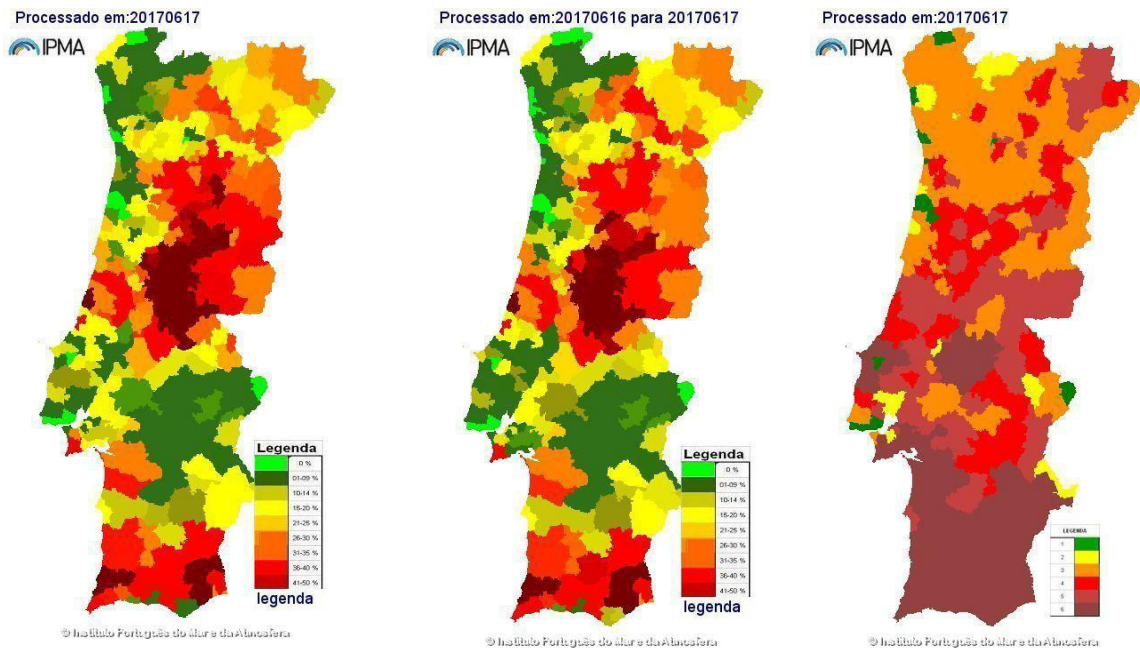 Processado em:20170617
IPMA
Legenda
0 %
01-09 %
10-14 %
15-20 %
21-25 %
26-30 %
31-35 %
36-40 %
41-50 %
legenda
© Instituto Português do Mar e da Atmosfera
Processado em:20170616 para 20170617
IPMA
Legenda
0 %
01-09 %
10-14 %
15-20 %
21-25 %
26-30 %
31-35 %
36-40 %
41-50 %
legenda
© Instituto Português do Mar e da Atmosfera
Processado em:20170617
IPMA
LEGENDA
1
2
3
4
5
6
© Instituto Português do Mar e da Atmosfera